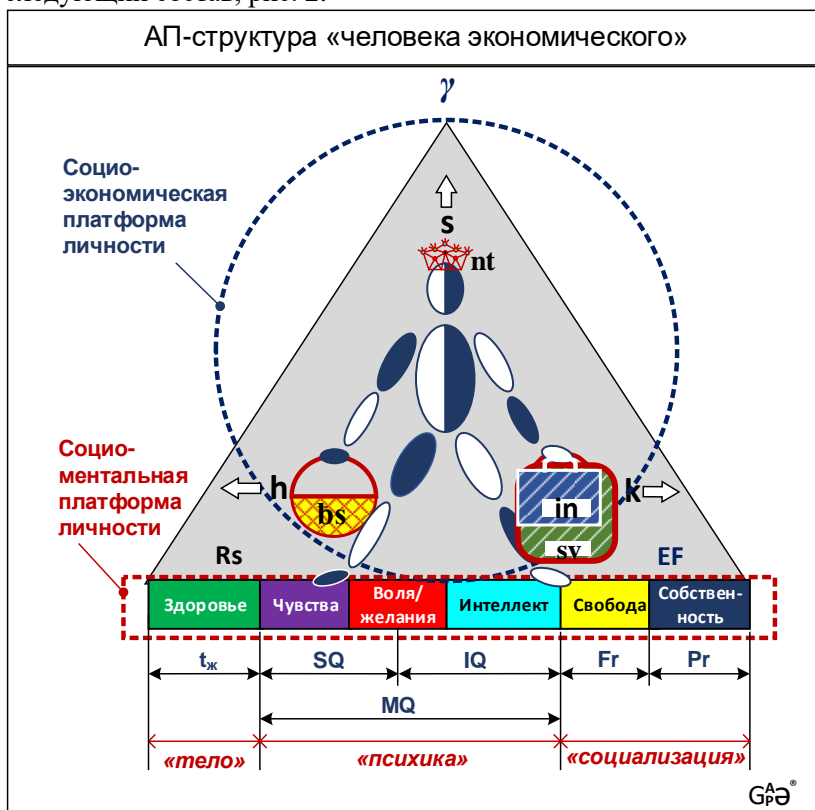 АП-структура «человека экономического»
γ
Социо-
экономическая
платформа
личности
s
nt
Социо-
ментальная
платформа
личности
h
k
bs
in
sv
Rs
EF
Здоровье
Чувства
Воля/
желания
Интеллект
Свобода
Собствен-
ность
tж
SQ
IQ
Fr
Pr
MQ
«тело»
«психика»
«социализация»